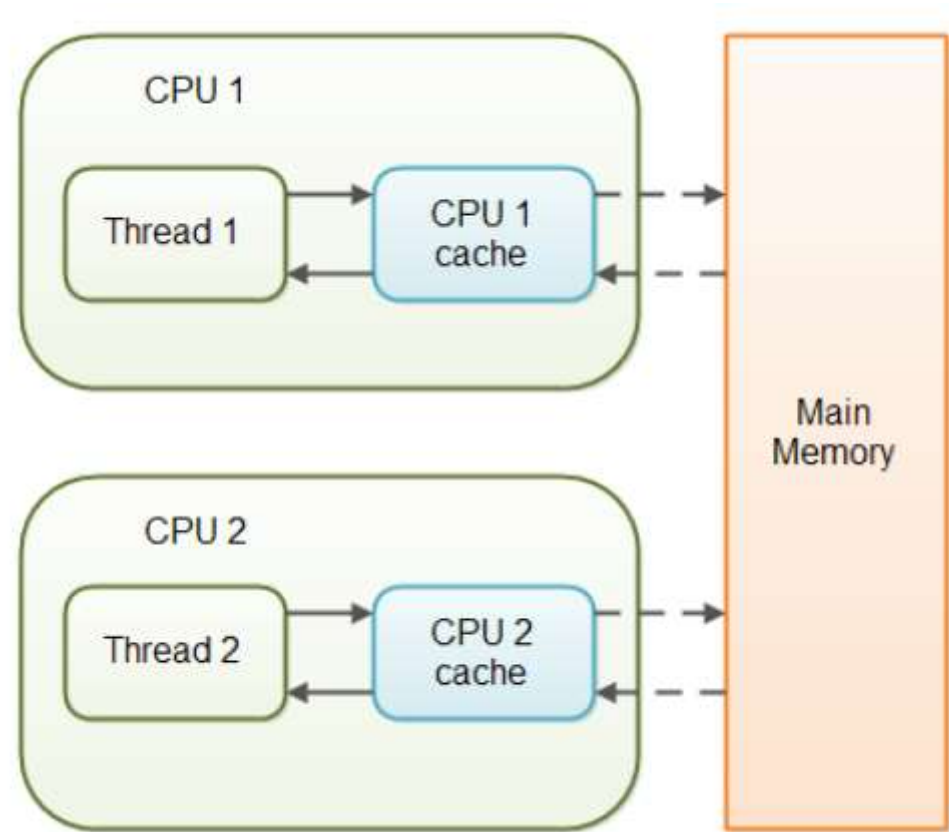 CPU 1
Thread 1
CPU 1
cache
Main
Memory
CPU 2
Thread 2
CPU 2
cache